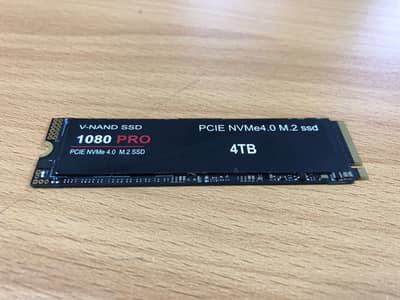 V-NAND SSD
1080 PRO
PCIE NVMe 4.0 M.2 SSD
PCIE NVMe4.0 M.2 ssd
4TB